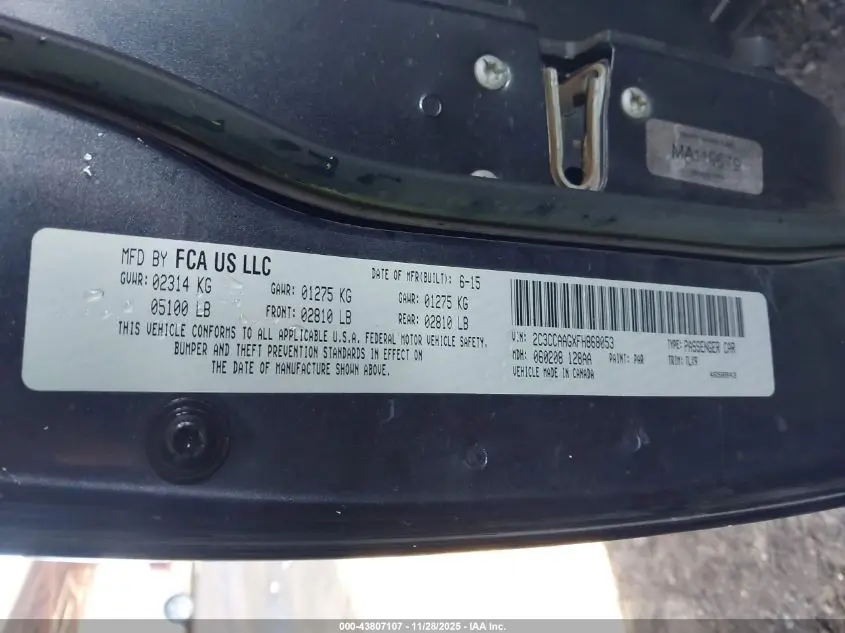 MA119579
MFD BY FCA US LLC
DATE OF MFR(BUILT): 6-15
GVWR: 02314 KG GAWR: 01275 KG GAWR: 01275 KG
05100 LB FRONT: 02810 LB REAR: 02810 LB
THIS VEHICLE CONFORMS TO ALL APPLICABLE U.S.A. FEDERAL MOTOR VEHICLE SAFETY,
BUMPER AND THEFT PREVENTION STANDARDS IN EFFECT ON
THE DATE OF MANUFACTURE SHOWN ABOVE.
VIN: 2C3CCAAGXFH868053 TYPE: PASSENGER CAR
MDH: 060208 128AA PAINT: PAR TRIM: TLX9
VEHICLE MADE IN CANADA
000-43807107 | 11/28/2025 | IAA Inc.